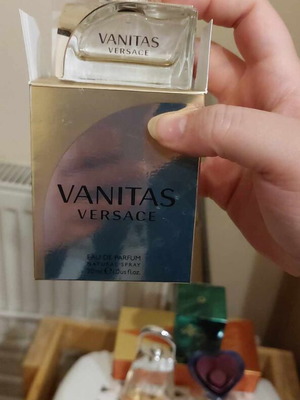 VANITAS
VERSACE
VANITAS
VERSACE
EAU DE PARFUM
NATURAL SPRAY